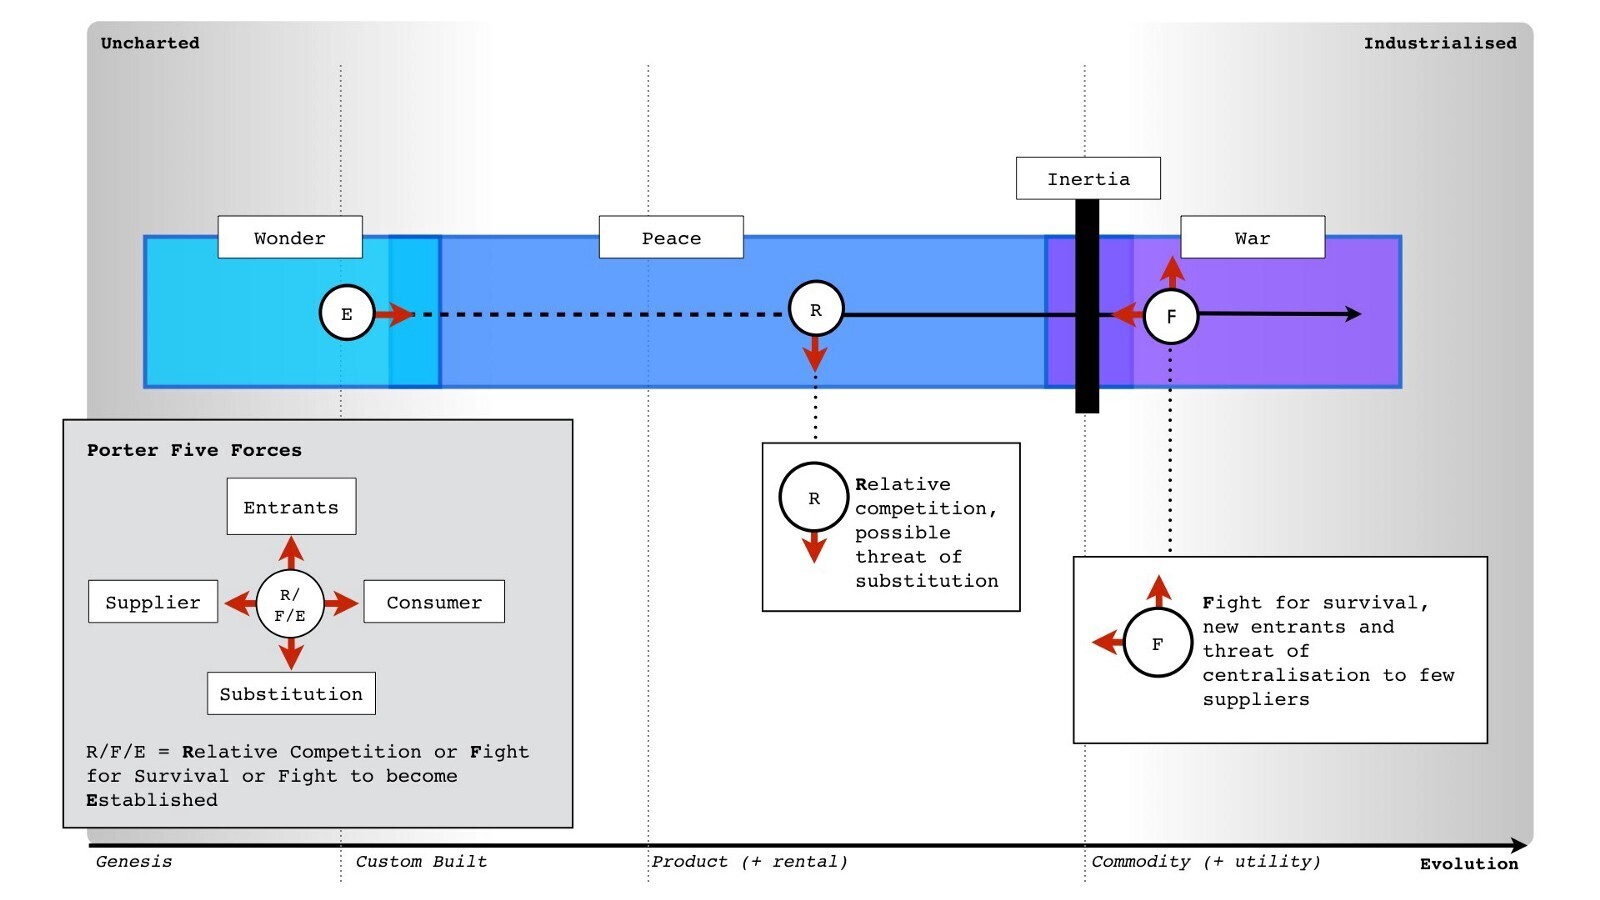 Uncharted
Industrialised
Inertia
Wonder
Peace
War
E
R
F
Porter Five Forces
Entrants
Supplier
R/
F/E
Consumer
Substitution
R/F/E = Relative Competition or Fight
for Survival or Fight to become
Established
R
Relative
competition,
possible
threat of
substitution
F
Fight for survival,
new entrants and
threat of
centralisation to few
suppliers
Genesis
Custom Built
Product (+ rental)
Commodity (+ utility)
Evolution